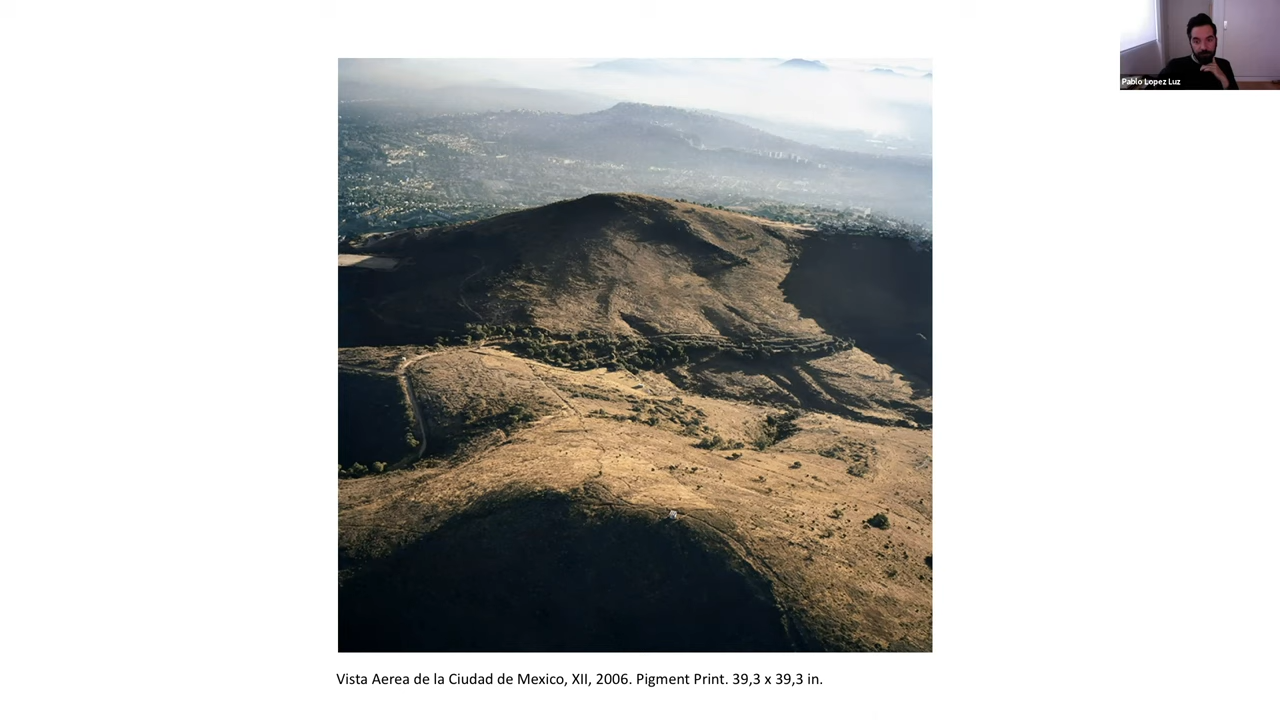 Pablo Lopez Luz
Vista Aerea de la Ciudad de Mexico, XII, 2006. Pigment Print. 39,3 x 39,3 in.